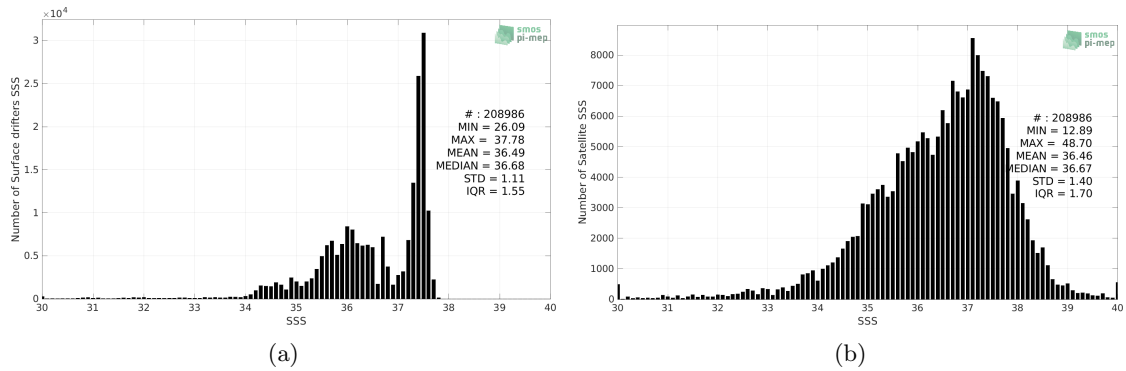 ×10⁴
3
2.5
2
1.5
1
0.5
0
30 31 32 33 34 35 36 37 38 39 40
SSS
Number of Surface drifters SSS
smos
pi-mep
# : 208986
MIN = 26.09
MAX = 37.78
MEAN = 36.49
MEDIAN = 36.68
STD = 1.11
IQR = 1.55
(a)
8000
7000
6000
5000
4000
3000
2000
1000
0
30 31 32 33 34 35 36 37 38 39 40
SSS
Number of Satellite SSS
smos
pi-mep
# : 208986
MIN = 12.89
MAX = 48.70
MEAN = 36.46
MEDIAN = 36.67
STD = 1.40
IQR = 1.70
(b)